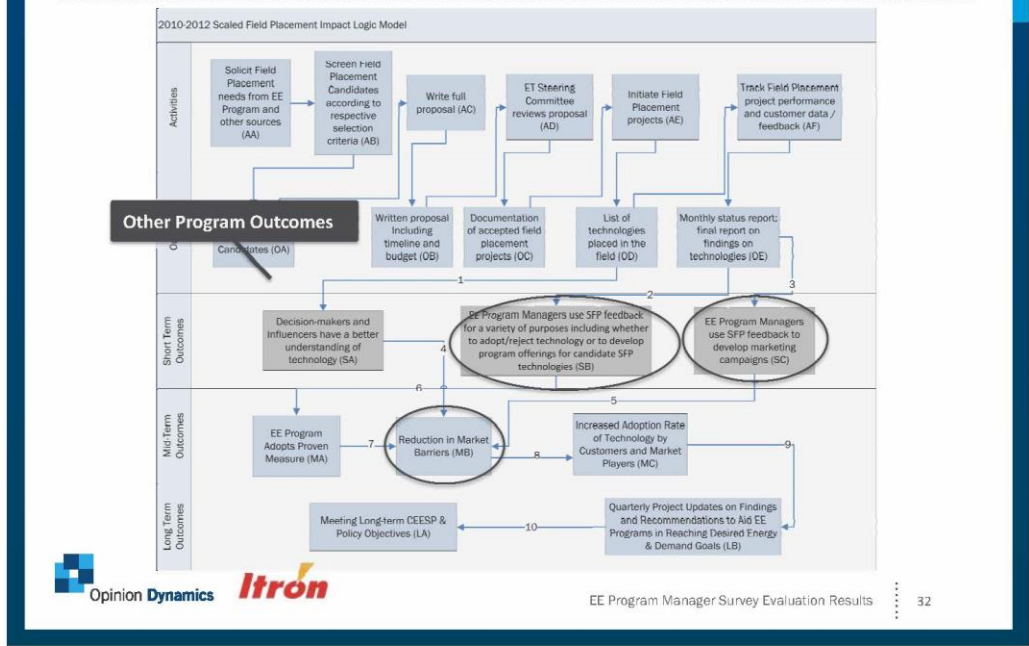 2010-2012 Scaled Field Placement Impact Logic Model
Activities
Solicit Field
Placement
needs from EE
Program and
other sources
(AA)
Screen Field
Placement
Candidates
according to
respective
selection
criteria (AB)
Write full
proposal (AC)
ET Steering
Committee
reviews proposal
(AD)
Initiate Field
Placement
projects (AE)
Track Field Placement
project performance
and customer data /
feedback (AF)
Other Program Outcomes
Candidates (OA)
Written proposal
Including
timeline and
budget (OB)
Documentation
of accepted field
placement
projects (OC)
List of
technologies
placed in the
field (OD)
Monthly status report;
final report on
findings on
technologies (OE)
1
2
3
Short Term
Outcomes
Decision-makers and
Influencers have a better
understanding of
technology (SA)
4
EE Program Managers use SFP feedback
for a variety of purposes including whether
to adopt/reject technology or to develop
program offerings for candidate SFP
technologies (SB)
EE Program Managers
use SFP feedback to
develop marketing
campaigns (SC)
6
5
Mid-Term
Outcomes
EE Program
Adopts Proven
Measure (MA)
7
Reduction in Market
Barriers (MB)
8
Increased Adoption Rate
of Technology by
Customers and Market
Players (MC)
9
Long Term
Outcomes
Meeting Long-term CEESP &
Policy Objectives (LA)
10
Quarterly Project Updates on Findings
and Recommendations to Aid EE
Programs in Reaching Desired Energy
& Demand Goals (LB)
Opinion Dynamics
Itron
EE Program Manager Survey Evaluation Results
32